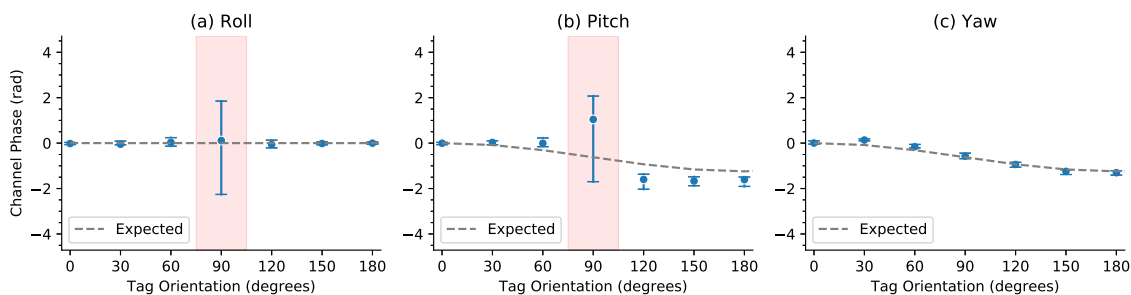 (a) Roll
(b) Pitch
(c) Yaw
Channel Phase (rad)
4
2
0
−2
−4
Expected
0 30 60 90 120 150 180
Tag Orientation (degrees)
4
2
0
−2
−4
Expected
0 30 60 90 120 150 180
Tag Orientation (degrees)
4
2
0
−2
−4
Expected
0 30 60 90 120 150 180
Tag Orientation (degrees)